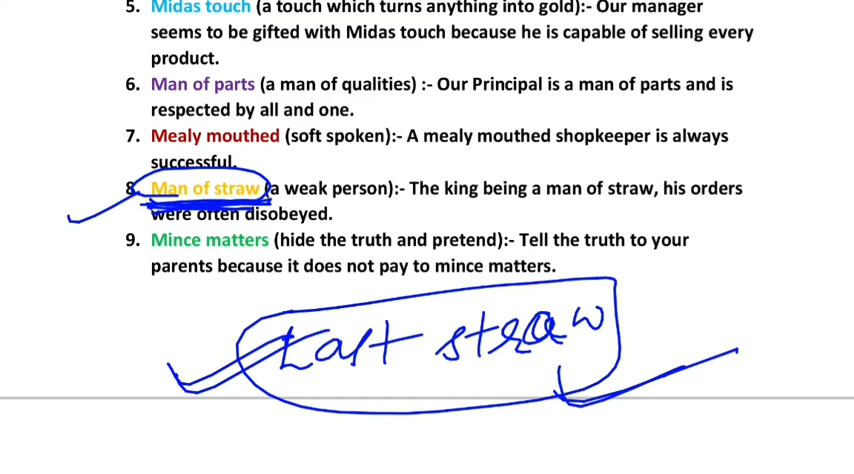 5. Midas touch (a touch which turns anything into gold):- Our manager
seems to be gifted with Midas touch because he is capable of selling every
product.
6. Man of parts (a man of qualities) :- Our Principal is a man of parts and is
respected by all and one.
7. Mealy mouthed (soft spoken):- A mealy mouthed shopkeeper is always
successful.
8. Man of straw (a weak person):- The king being a man of straw, his orders
were often disobeyed.
9. Mince matters (hide the truth and pretend):- Tell the truth to your
parents because it does not pay to mince matters.
Last straw